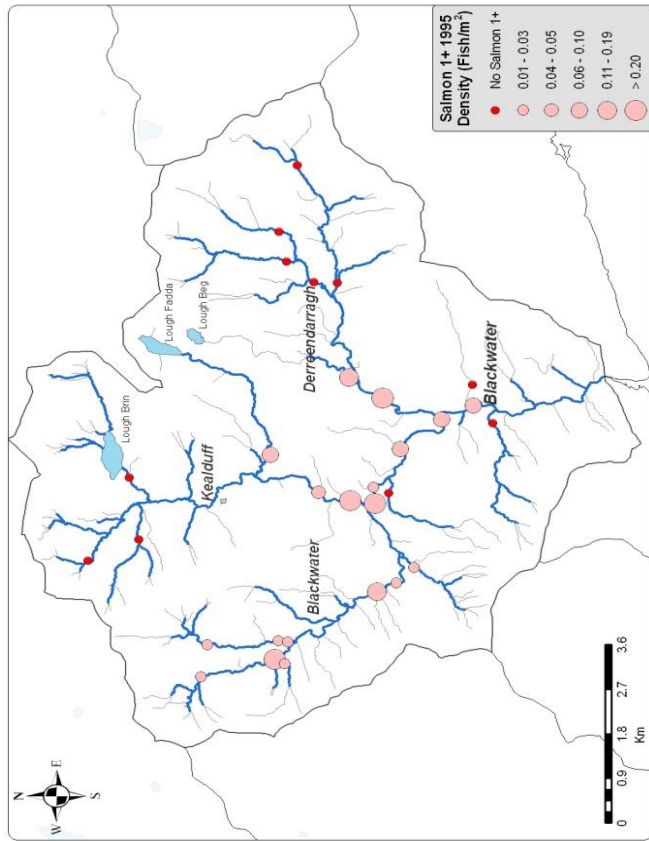 N
W E
S
Lough Brin
Lough Fadda
Lough Beg
Kealduff
Derreendarragh
Blackwater
Blackwater
0 0.9 1.8 2.7 3.6
Km
Salmon 1+ 1995
Density (Fish/m²)
No Salmon 1+
0.01 - 0.03
0.04 - 0.05
0.06 - 0.10
0.11 - 0.19
> 0.20